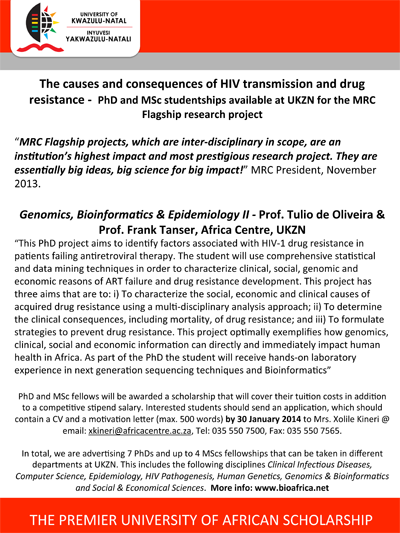 UNIVERSITY OF
KWAZULU-NATAL
INYUVESI
YAKWAZULU-NATALI
The causes and consequences of HIV transmission and drug
resistance - PhD and MSc studentships available at UKZN for the MRC
Flagship research project
“MRC Flagship projects, which are inter-disciplinary in scope, are an
institution’s highest impact and most prestigious research project. They are
essentially big ideas, big science for big impact!” MRC President, November
2013.
Genomics, Bioinformatics & Epidemiology II - Prof. Tulio de Oliveira &
Prof. Frank Tanser, Africa Centre, UKZN
“This PhD project aims to identify factors associated with HIV-1 drug resistance in
patients failing antiretroviral therapy. The student will use comprehensive statistical
and data mining techniques in order to characterize clinical, social, genomic and
economic reasons of ART failure and drug resistance development. This project has
three aims that are to: i) To characterize the social, economic and clinical causes of
acquired drug resistance using a multi-disciplinary analysis approach; ii) To determine
the clinical consequences, including mortality, of drug resistance; and iii) To formulate
strategies to prevent drug resistance. This project optimally exemplifies how genomics,
clinical, social and economic information can directly and immediately impact human
health in Africa. As part of the PhD the student will receive hands-on laboratory
experience in next generation sequencing techniques and Bioinformatics”
PhD and MSc fellows will be awarded a scholarship that will cover their tuition costs in addition
to a competitive stipend salary. Interested students should send an application, which should
contain a CV and a motivation letter (max. 500 words) by 30 January 2014 to Mrs. Xolile Kineri @
email: xkineri@africacentre.ac.za, Tel: 035 550 7500, Fax: 035 550 7565.
In total, we are advertising 7 PhDs and up to 4 MScs fellowships that can be taken in different
departments at UKZN. This includes the following disciplines Clinical Infectious Diseases,
Computer Science, Epidemiology, HIV Pathogenesis, Human Genetics, Genomics & Bioinformatics
and Social & Economical Sciences. More info: www.bioafrica.net
THE PREMIER UNIVERSITY OF AFRICAN SCHOLARSHIP